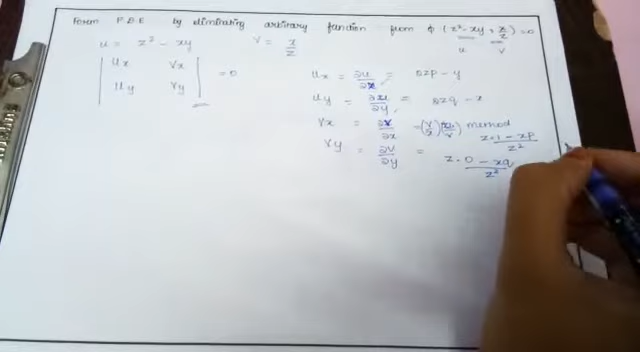 Form P.D.E by eliminating arbitrary function from φ (z² - xy, x/z) = 0
u v
u = z² - xy v = x/z
| ux vx |
| uy vy | = 0
ux = ∂u/∂x = 2zp - y
uy = ∂u/∂y = 2zq - x
vx = ∂v/∂x = method z.1 - xp / z²
vy = ∂v/∂y = z.0 - xq / z²